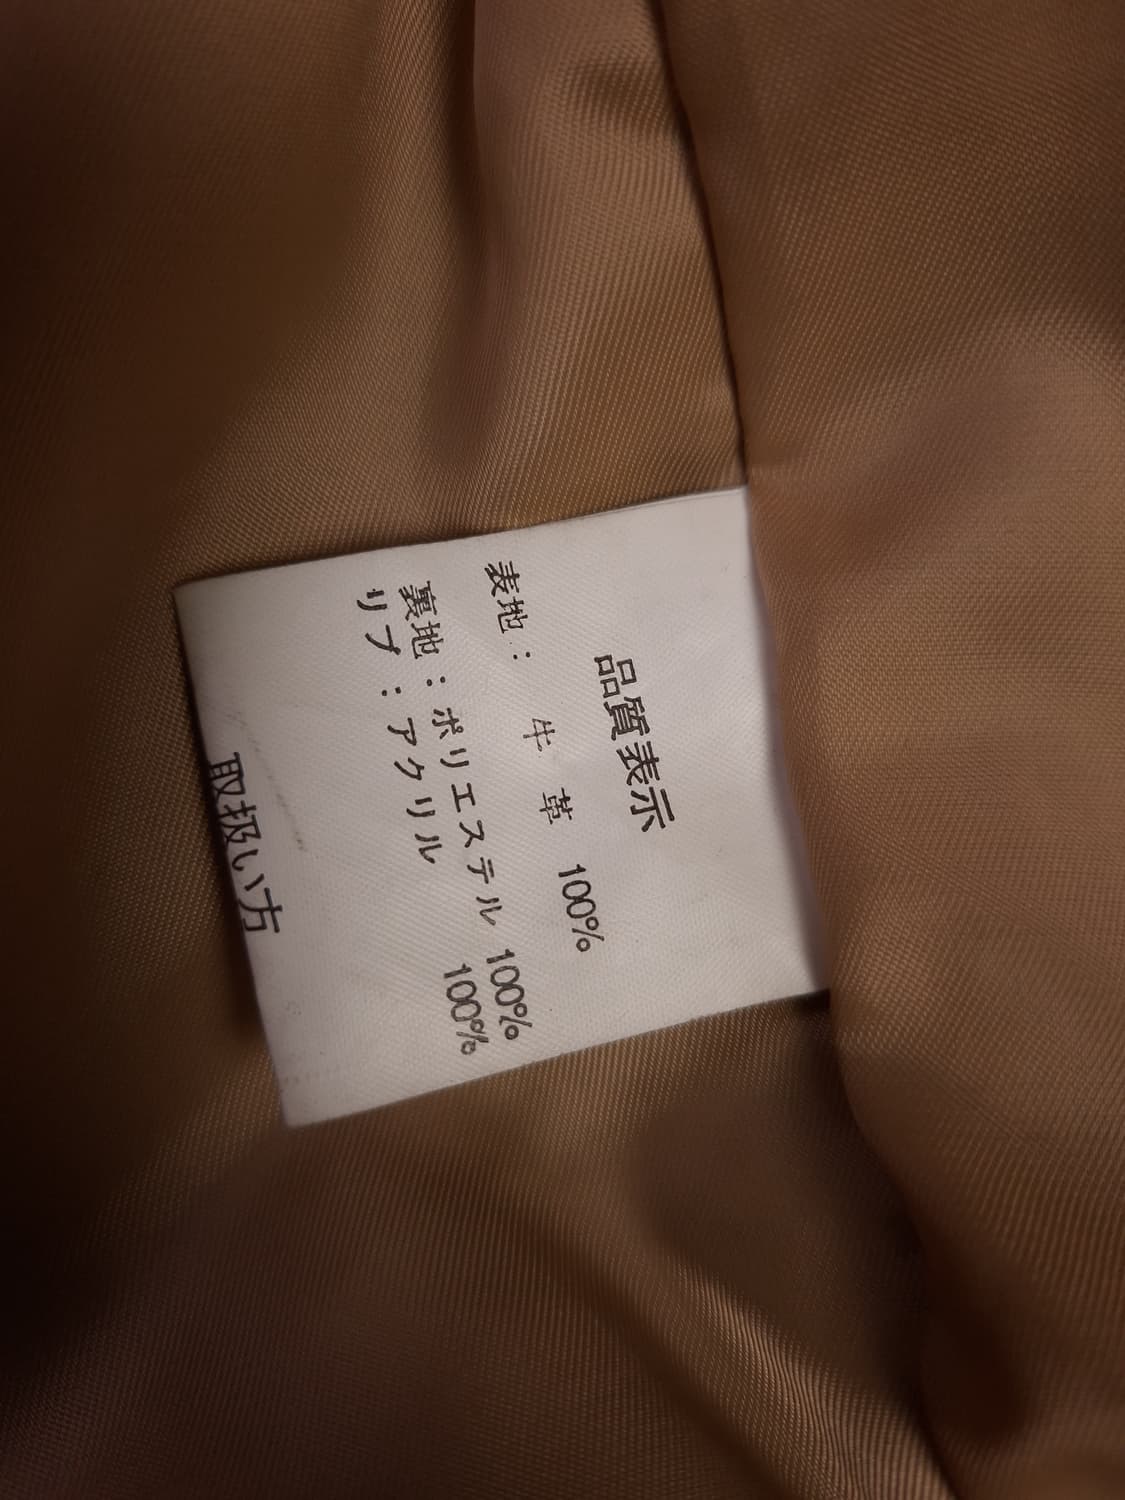 品質表示
表地： 牛 革 100%
裏地：ポリエステル 100%
リブ：アクリル 100%
取扱い方